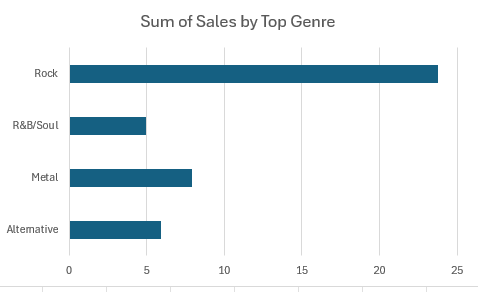 Sum of Sales by Top Genre
Rock
R&B/Soul
Metal
Alternative
0 5 10 15 20 25